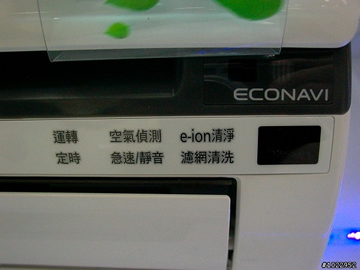 ECONAVI
運轉 空氣偵測 e-ion清淨
定時 急速/靜音 濾網清洗
#1022952